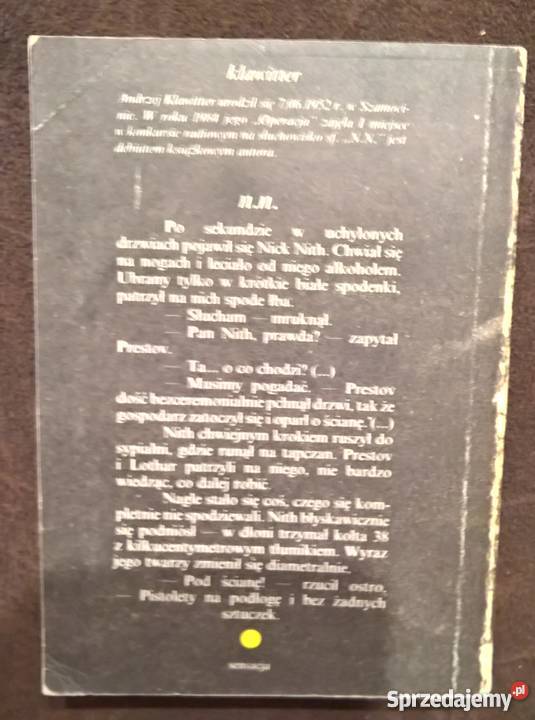 klawitter
Andrzej Klawitter urodził się 7.06.1952 r. w Szamoci-
nie. W roku 1984 jego „Operacja" zajęła I miejsce
w konkursie radiowym na słuchowisko sf. „N.N." jest
debiutem książkowym autora.
n.n.
Po sekundzie w uchylonych
drzwiach pojawił się Nick Nith. Chwiał się
na nogach i leciało od niego alkoholem.
Ubrany tylko w krótkie białe spodenki,
patrzył na nich spode łba.
— Słucham — mruknął.
— Pan Nith, prawda? — zapytał
Prestov.
— Ta... o co chodzi? (...)
— Musimy pogadać. — Prestov
dość bezceremonialnie pchnął drzwi, tak że
gospodarz zatoczył się i oparł o ścianę. (...)
Nith chwiejnym krokiem ruszył do
sypialni, gdzie runął na tapczan. Prestov
i Lothar patrzyli na niego, nie bardzo
wiedząc, co dalej robić.
Nagle stało się coś, czego się kom-
pletnie nie spodziewali. Nith błyskawicznie
się podniósł — w dłoni trzymał kolta 38
z kilkucentymetrowym tłumikiem. Wyraz
jego twarzy zmienił się diametralnie.
— Pod ścianę! — rzucił ostro.
— Pistolety na podłogę i bez żadnych
sztuczek.
sensacja
Sprzedajemy.pl